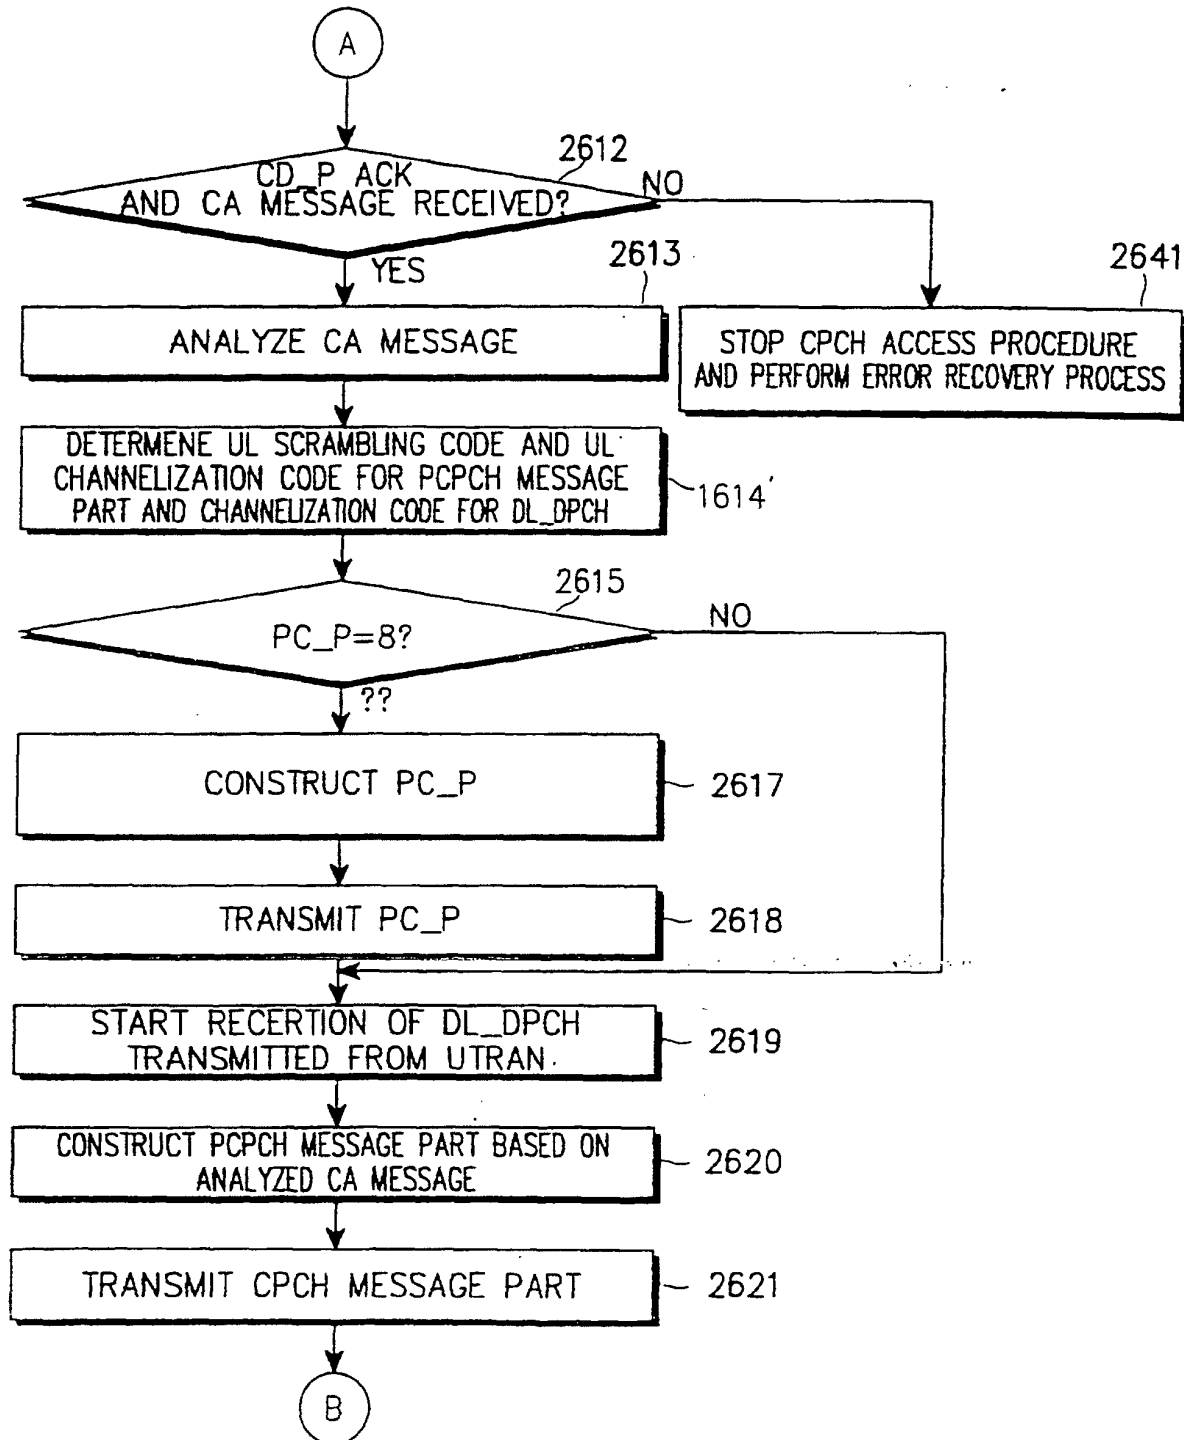 A
2612
CD_P ACK
AND CA MESSAGE RECEIVED?
NO
YES
2613
ANALYZE CA MESSAGE
2641
STOP CPCH ACCESS PROCEDURE
AND PERFORM ERROR RECOVERY PROCESS
DETERMENE UL SCRAMBLING CODE AND UL
CHANNELIZATION CODE FOR PCPCH MESSAGE
PART AND CHANNELIZATION CODE FOR DL_DPCH
1614'
2615
PC_P=8?
NO
??
CONSTRUCT PC_P
2617
TRANSMIT PC_P
2618
START RECERTION OF DL_DPCH
TRANSMITTED FROM UTRAN.
2619
CONSTRUCT PCPCH MESSAGE PART BASED ON
ANALYZED CA MESSAGE
2620
TRANSMIT CPCH MESSAGE PART
2621
B